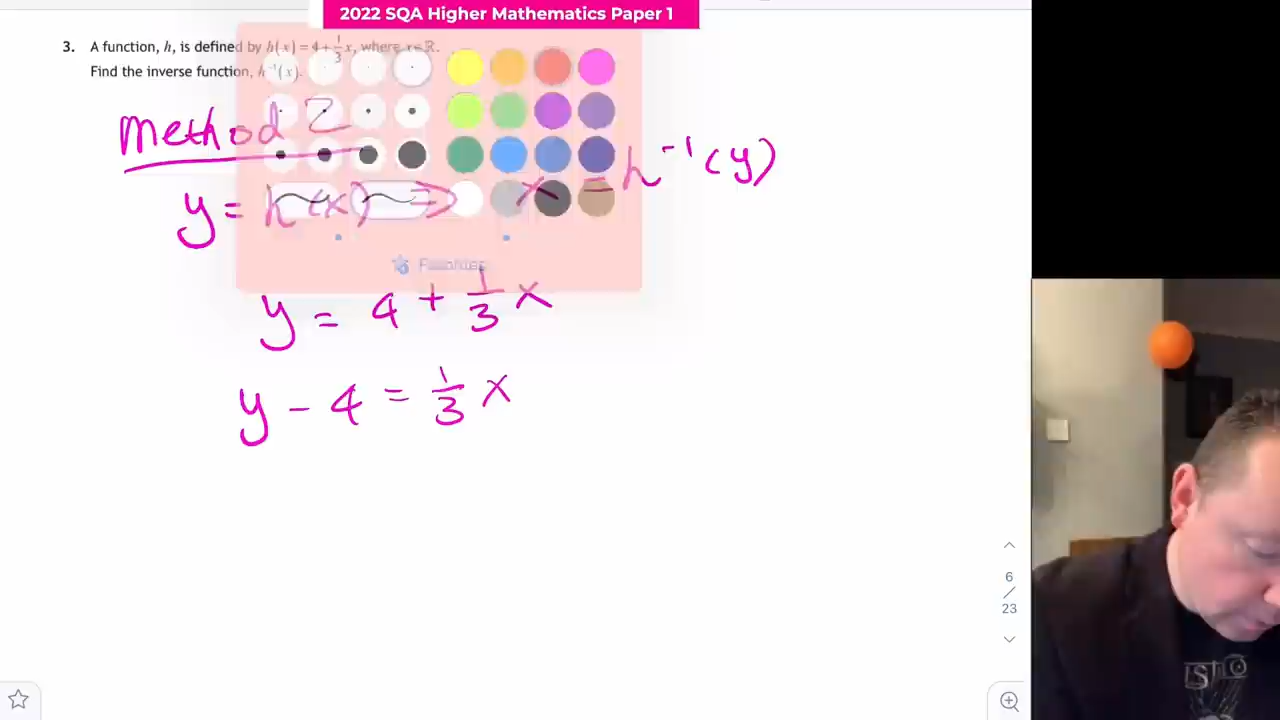 2022 SQA Higher Mathematics Paper 1
3. A function, h, is defined by h(x) = 4 + 1/3 x, where x ∈ ℝ.
Find the inverse function, h⁻¹(x).
Method 2
y = h(x) ⇒ x = h⁻¹(y)
Favorites
y = 4 + 1/3 x
y - 4 = 1/3 x
6
/
23